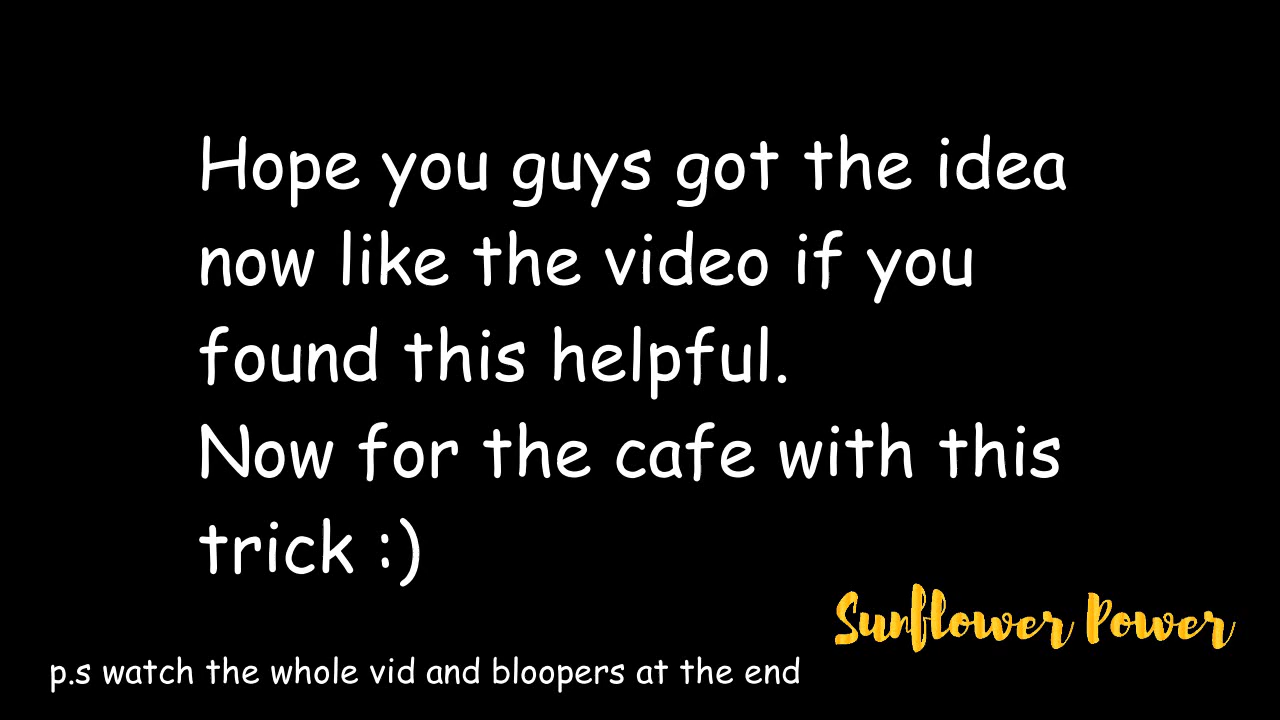 Hope you guys got the idea
now like the video if you
found this helpful.
Now for the cafe with this
trick :)
Sunflower Power
p.s watch the whole vid and bloopers at the end